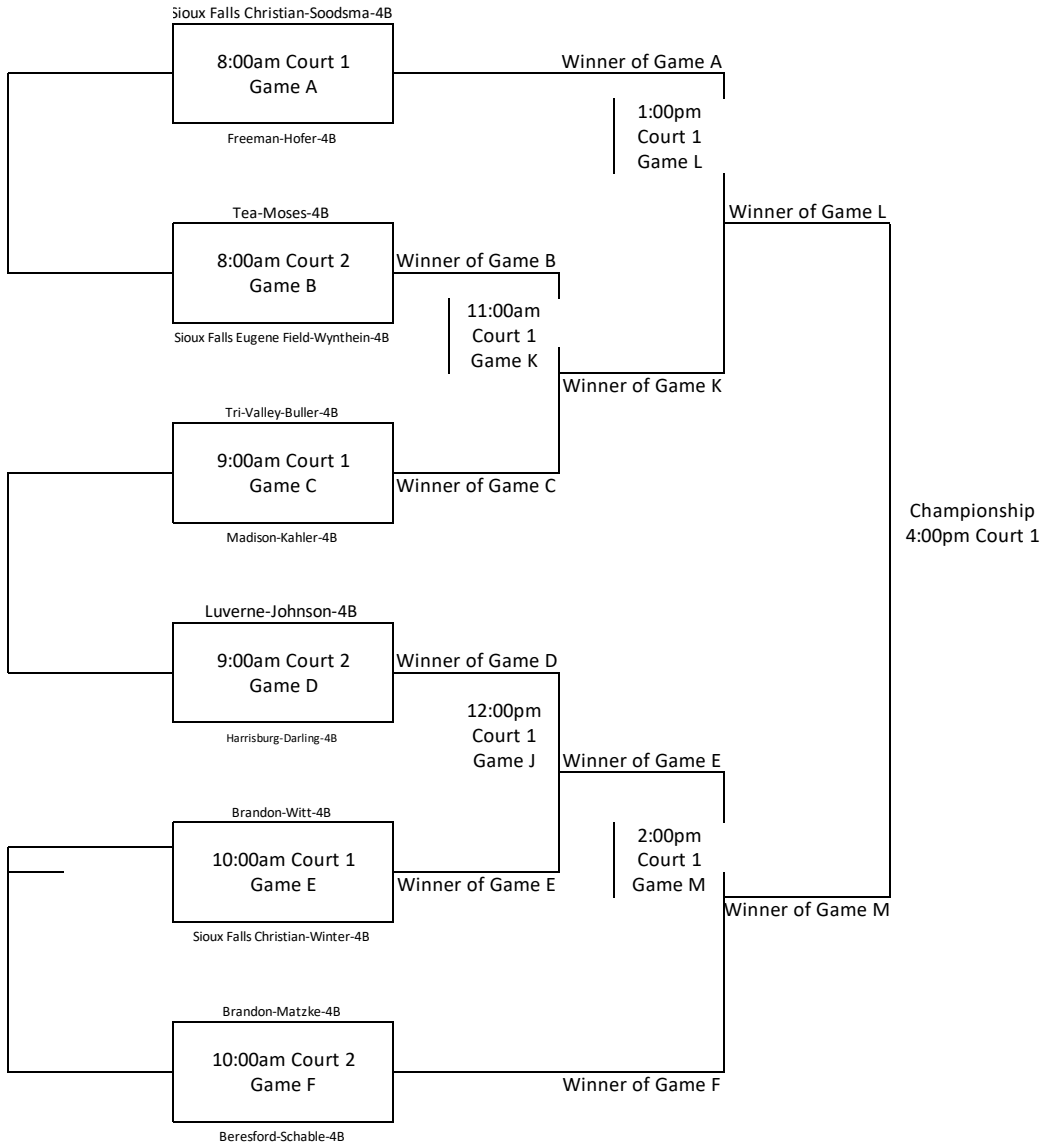 Sioux Falls Christian-Soodsma-4B
8:00am Court 1
Game A
Freeman-Hofer-4B
Winner of Game A
1:00pm
Court 1
Game L
Tea-Moses-4B
8:00am Court 2
Game B
Sioux Falls Eugene Field-Wynthein-4B
Winner of Game B
11:00am
Court 1
Game K
Winner of Game L
Winner of Game K
Tri-Valley-Buller-4B
9:00am Court 1
Game C
Madison-Kahler-4B
Winner of Game C
Championship
4:00pm Court 1
Luverne-Johnson-4B
9:00am Court 2
Game D
Harrisburg-Darling-4B
Winner of Game D
12:00pm
Court 1
Game J
Winner of Game E
Brandon-Witt-4B
10:00am Court 1
Game E
Sioux Falls Christian-Winter-4B
Winner of Game E
2:00pm
Court 1
Game M
Winner of Game M
Brandon-Matzke-4B
10:00am Court 2
Game F
Beresford-Schable-4B
Winner of Game F